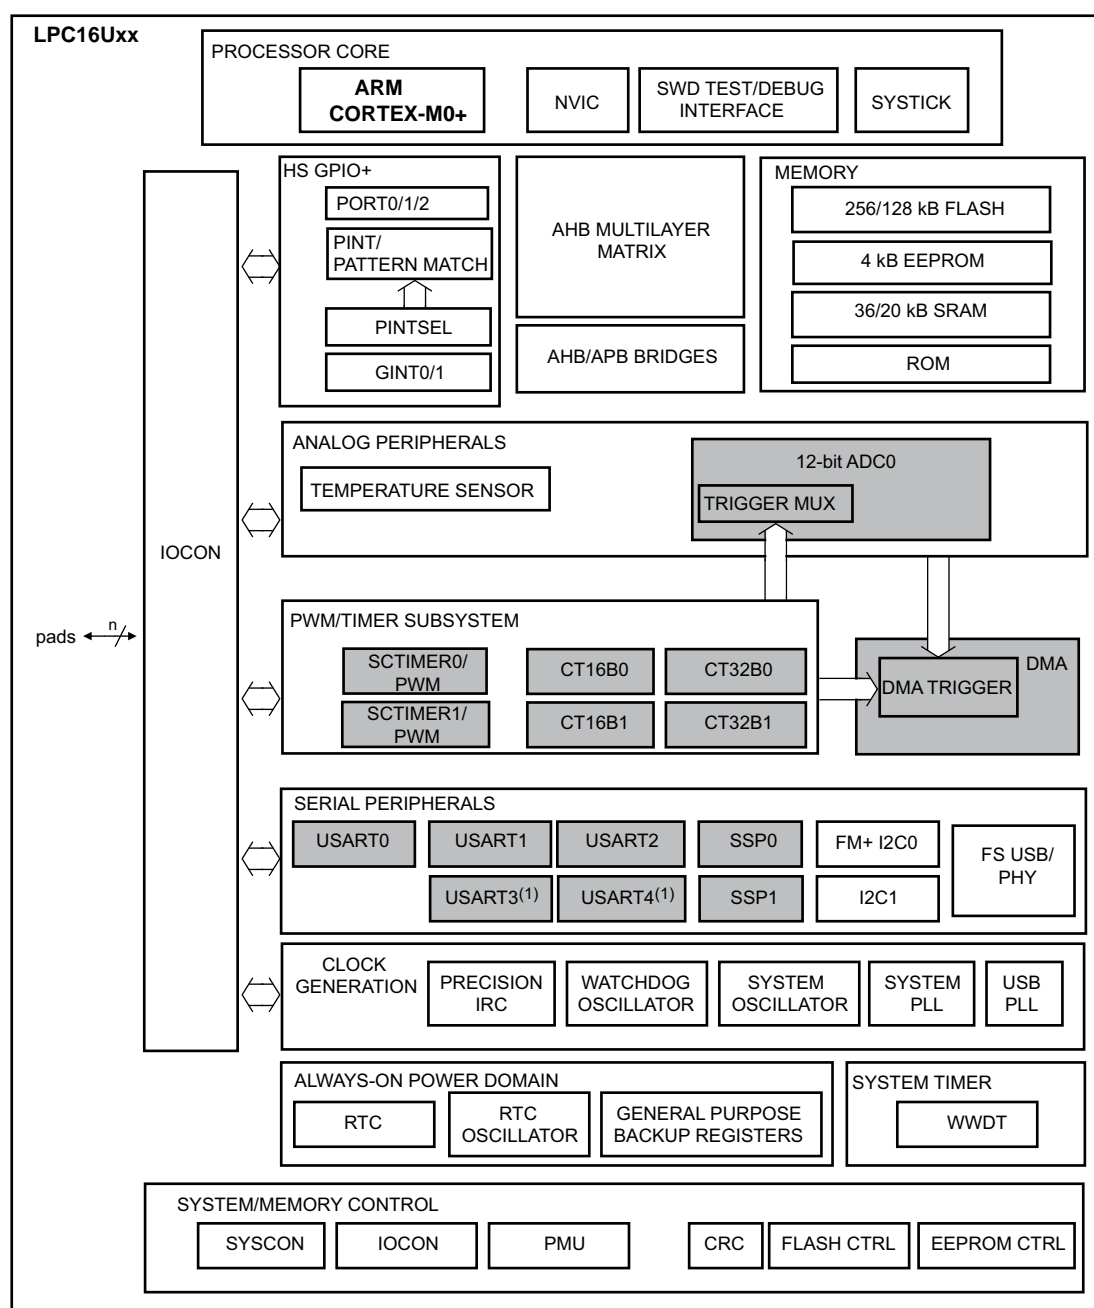 LPC16Uxx
PROCESSOR CORE
ARM
CORTEX-M0+
NVIC
SWD TEST/DEBUG
INTERFACE
SYSTICK
HS GPIO+
PORT0/1/2
PINT/
PATTERN MATCH
PINTSEL
GINT0/1
AHB MULTILAYER
MATRIX
AHB/APB BRIDGES
MEMORY
256/128 kB FLASH
4 kB EEPROM
36/20 kB SRAM
ROM
IOCON
pads
n
ANALOG PERIPHERALS
TEMPERATURE SENSOR
12-bit ADC0
TRIGGER MUX
PWM/TIMER SUBSYSTEM
SCTIMER0/
PWM
CT16B0
CT32B0
SCTIMER1/
PWM
CT16B1
CT32B1
DMA
DMA TRIGGER
SERIAL PERIPHERALS
USART0
USART1
USART2
SSP0
FM+ I2C0
FS USB/
PHY
USART3(1)
USART4(1)
SSP1
I2C1
CLOCK
GENERATION
PRECISION
IRC
WATCHDOG
OSCILLATOR
SYSTEM
OSCILLATOR
SYSTEM
PLL
USB
PLL
ALWAYS-ON POWER DOMAIN
RTC
RTC
OSCILLATOR
GENERAL PURPOSE
BACKUP REGISTERS
SYSTEM TIMER
WWDT
SYSTEM/MEMORY CONTROL
SYSCON
IOCON
PMU
CRC
FLASH CTRL
EEPROM CTRL